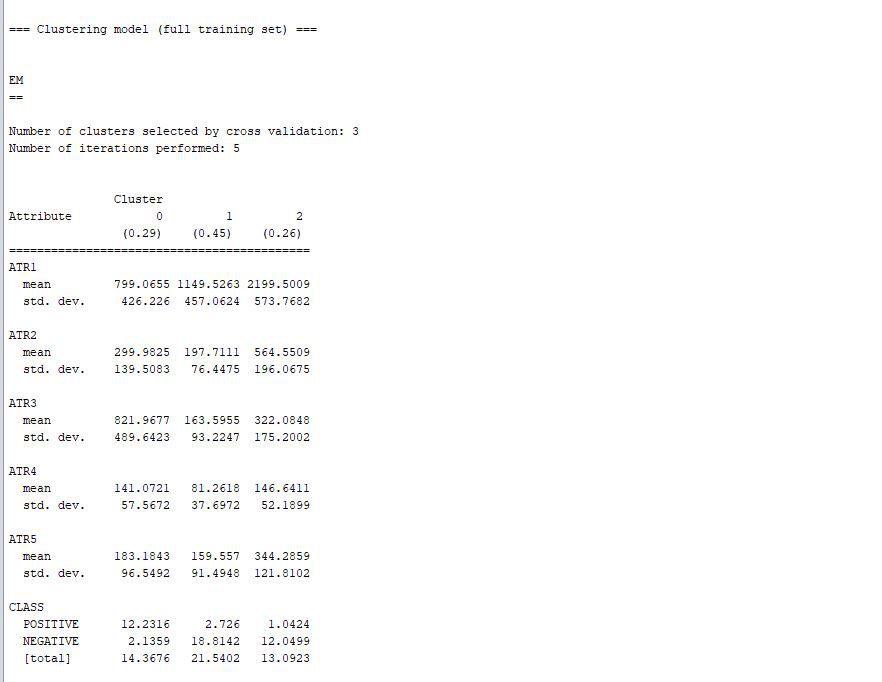 === Clustering model (full training set) ===
EM
==
Number of clusters selected by cross validation: 3
Number of iterations performed: 5
Cluster
Attribute 0 1 2
(0.29) (0.45) (0.26)
============================================
ATR1
mean 799.0655 1149.5263 2199.5009
std. dev. 426.226 457.0624 573.7682
ATR2
mean 299.9825 197.7111 564.5509
std. dev. 139.5083 76.4475 196.0675
ATR3
mean 821.9677 163.5955 322.0848
std. dev. 489.6423 93.2247 175.2002
ATR4
mean 141.0721 81.2618 146.6411
std. dev. 57.5672 37.6972 52.1899
ATR5
mean 183.1843 159.557 344.2859
std. dev. 96.5492 91.4948 121.8102
CLASS
POSITIVE 12.2316 2.726 1.0424
NEGATIVE 2.1359 18.8142 12.0499
[total] 14.3676 21.5402 13.0923